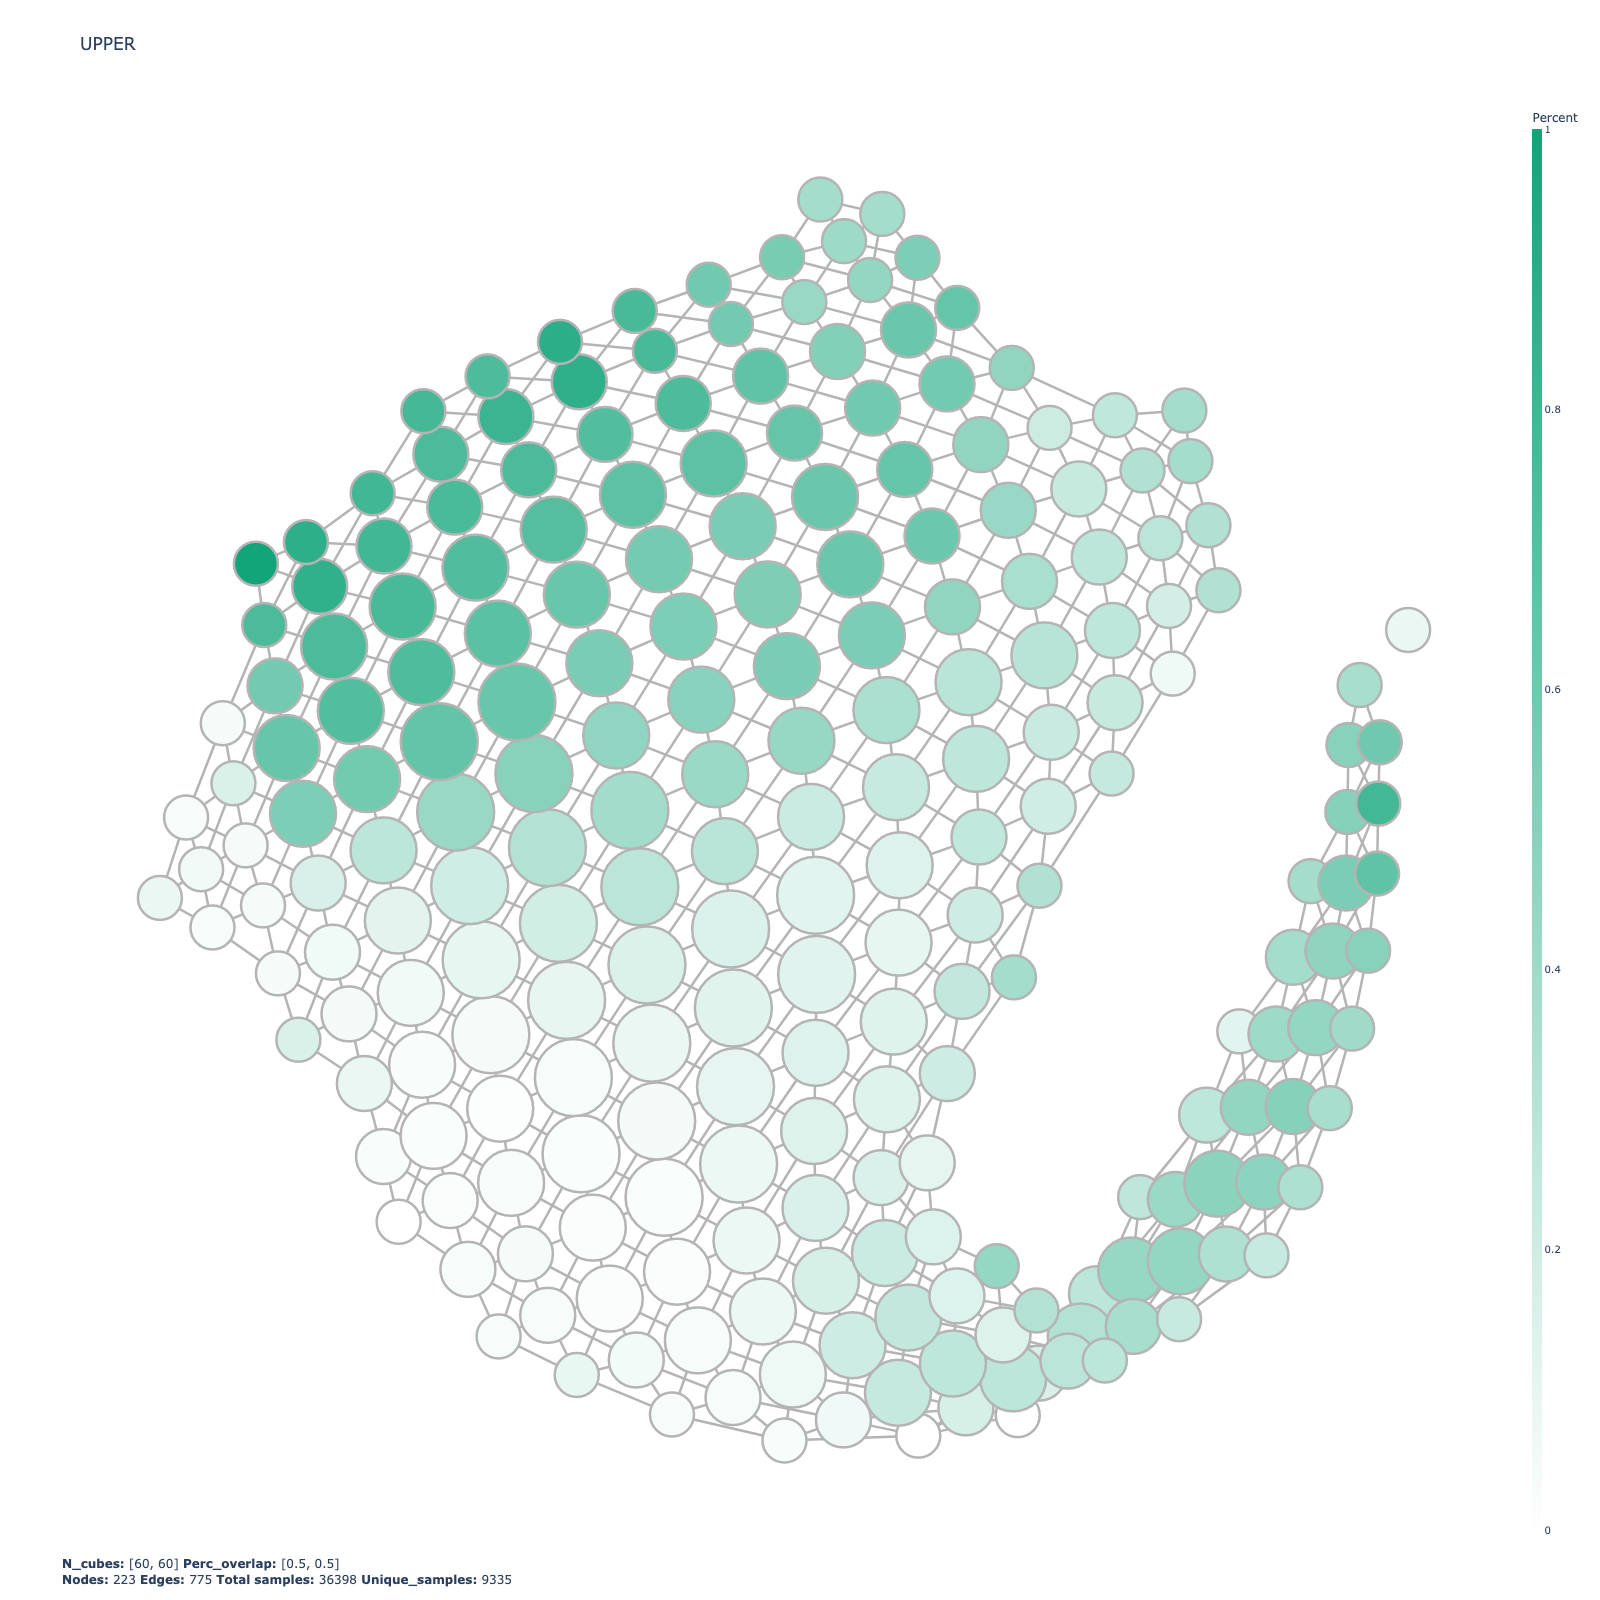 UPPER
Percent
1
0.8
0.6
0.4
0.2
0
N_cubes: [60, 60] Perc_overlap: [0.5, 0.5]
Nodes: 223 Edges: 775 Total samples: 36398 Unique_samples: 9335